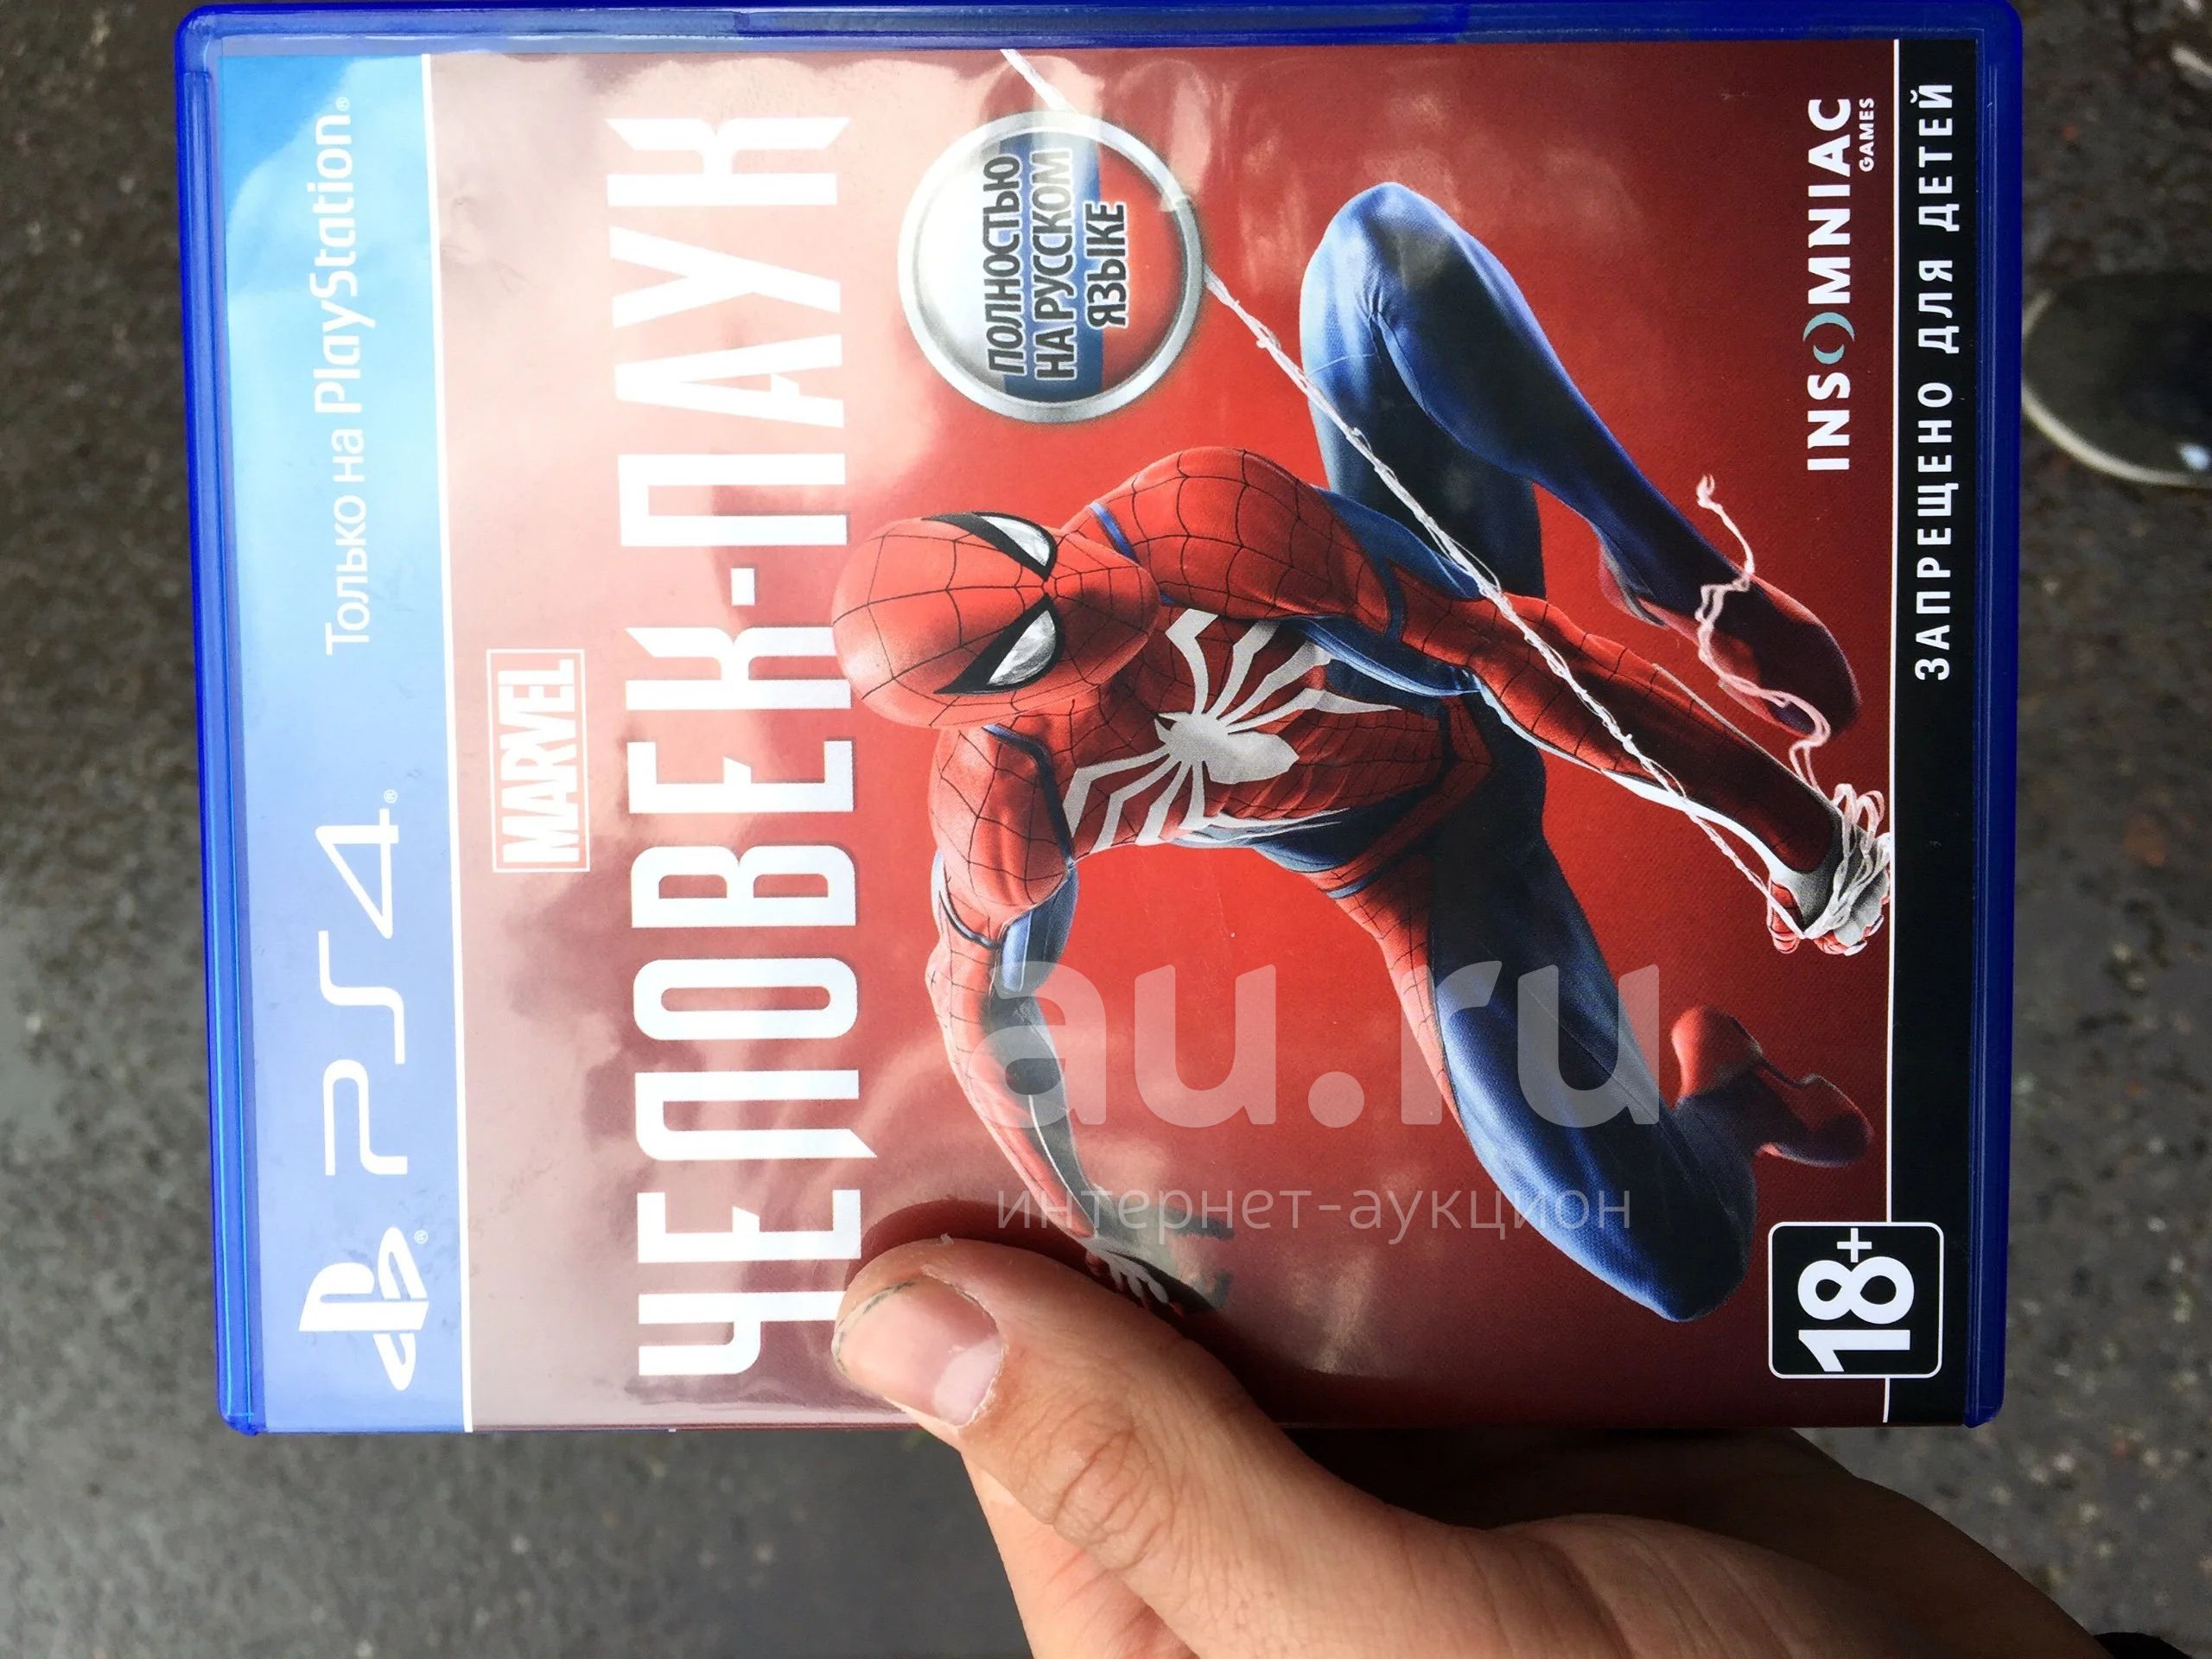 PS4® Только на PlayStation®
MARVEL
ЧЕЛОВЕК-ПАУК
ПОЛНОСТЬЮ
НА РУССКОМ
ЯЗЫКЕ
INSOMNIAC
GAMES
18+
ЗАПРЕЩЕНО ДЛЯ ДЕТЕЙ
au.ru
интернет-аукцион